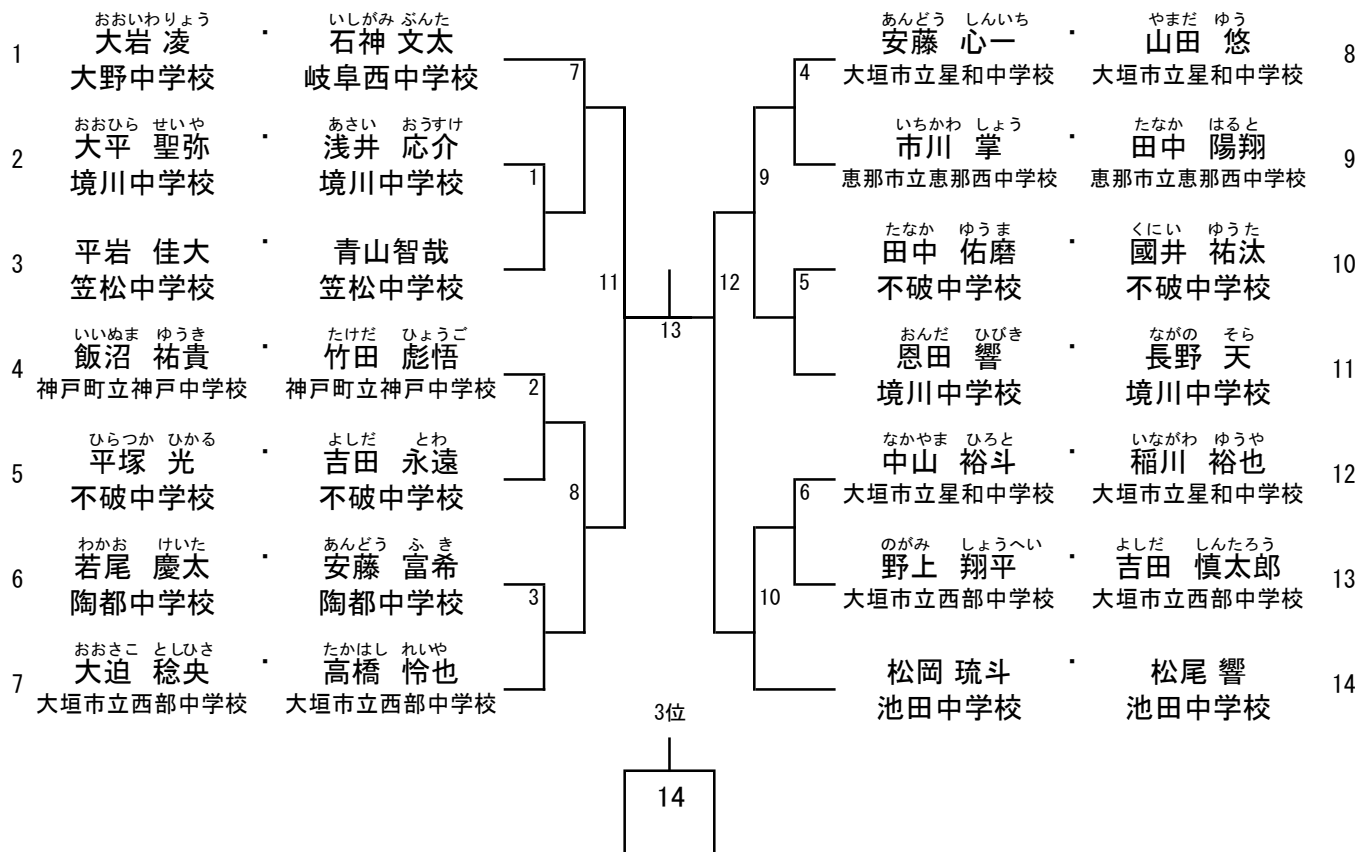 おおいわ りょう ・ いしがみ ぶんた
1 大岩 凌 ・ 石神 文太
大野中学校 岐阜西中学校
7
おおひら せいや あさい おうすけ
2 大平 聖弥 ・ 浅井 応介
境川中学校 境川中学校
1
3 平岩 佳大 ・ 青山智哉
笠松中学校 笠松中学校
11
いいぬま ゆうき たけだ ひょうご
4 飯沼 祐貴 ・ 竹田 彪悟
神戸町立神戸中学校 神戸町立神戸中学校
2
ひらつか ひかる よしだ とわ
5 平塚 光 ・ 吉田 永遠
不破中学校 不破中学校
8
わかお けいた あんどう ふ き
6 若尾 慶太 ・ 安藤 富希
陶都中学校 陶都中学校
3
おおさこ としひさ たかはし れいや
7 大迫 稔央 ・ 高橋 怜也
大垣市立西部中学校 大垣市立西部中学校
13
あんどう しんいち やまだ ゆう
安藤 心一 ・ 山田 悠 8
大垣市立星和中学校 大垣市立星和中学校
4
いちかわ しょう たなか はると
市川 掌 ・ 田中 陽翔 9
恵那市立恵那西中学校 恵那市立恵那西中学校
9
たなか ゆうま くにい ゆうた
田中 佑磨 ・ 國井 祐汰 10
不破中学校 不破中学校
12
5
おんだ ひびき ながの そら
恩田 響 ・ 長野 天 11
境川中学校 境川中学校
なかやま ひろと いながわ ゆうや
中山 裕斗 ・ 稲川 裕也 12
大垣市立星和中学校 大垣市立星和中学校
6
のがみ しょうへい よしだ しんたろう
野上 翔平 ・ 吉田 慎太郎 13
大垣市立西部中学校 大垣市立西部中学校
10
松岡 琉斗 ・ 松尾 響 14
池田中学校 池田中学校
3位
14